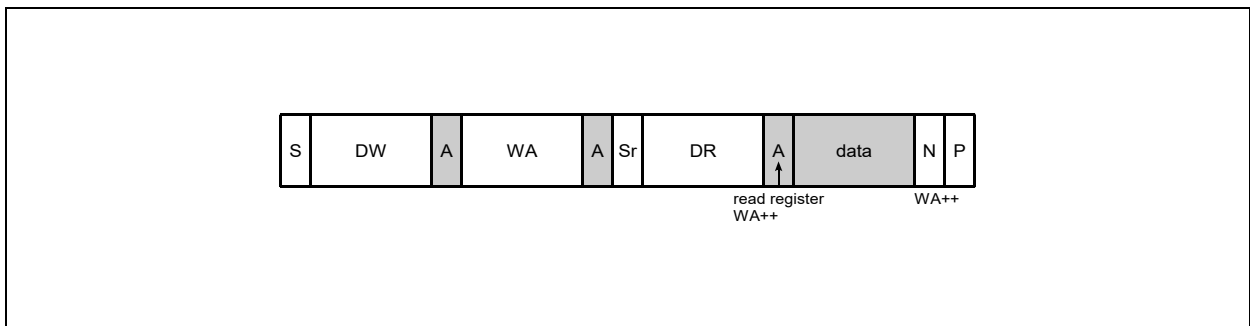 S DW A WA A Sr DR A data N P
read register WA++
WA++